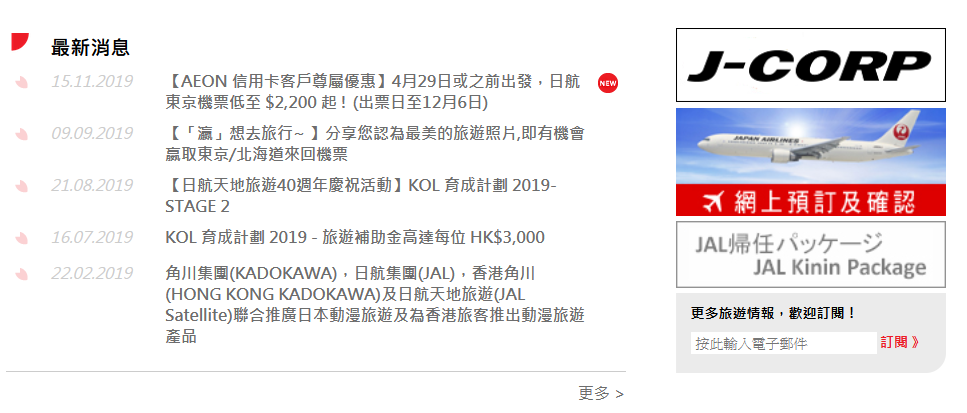 最新消息
15.11.2019
【AEON 信用卡客戶尊屬優惠】4月29日或之前出發，日航
東京機票低至 $2,200 起！(出票日至12月6日)
NEW
09.09.2019
【「瀛」想去旅行~ 】分享您認為最美的旅遊照片,即有機會
贏取東京/北海道來回機票
21.08.2019
【日航天地旅遊40週年慶祝活動】KOL 育成計劃 2019-
STAGE 2
16.07.2019
KOL 育成計劃 2019 - 旅遊補助金高達每位 HK$3,000
22.02.2019
角川集團(KADOKAWA)，日航集團(JAL)，香港角川
(HONG KONG KADOKAWA)及日航天地旅遊(JAL
Satellite)聯合推廣日本動漫旅遊及為香港旅客推出動漫旅遊
產品
更多 >
J-CORP
JAPAN AIRLINES
網上預訂及確認
JAL帰任パッケージ
JAL Kinin Package
更多旅遊情報，歡迎訂閱！
按此輸入電子郵件
訂閱 》